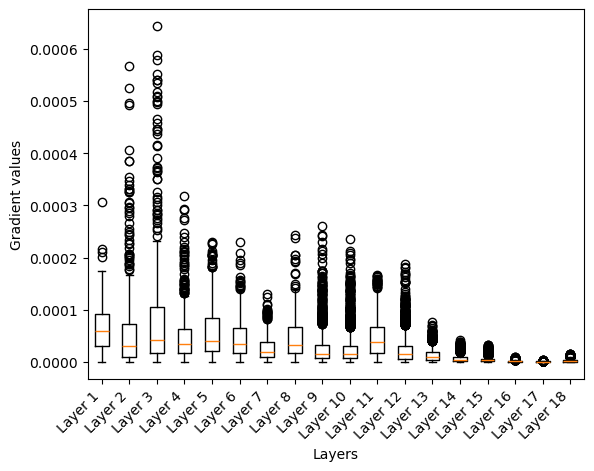 0.0006
0.0005
0.0004
0.0003
0.0002
0.0001
0.0000
Gradient values
Layer 1
Layer 2
Layer 3
Layer 4
Layer 5
Layer 6
Layer 7
Layer 8
Layer 9
Layer 10
Layer 11
Layer 12
Layer 13
Layer 14
Layer 15
Layer 16
Layer 17
Layer 18
Layers